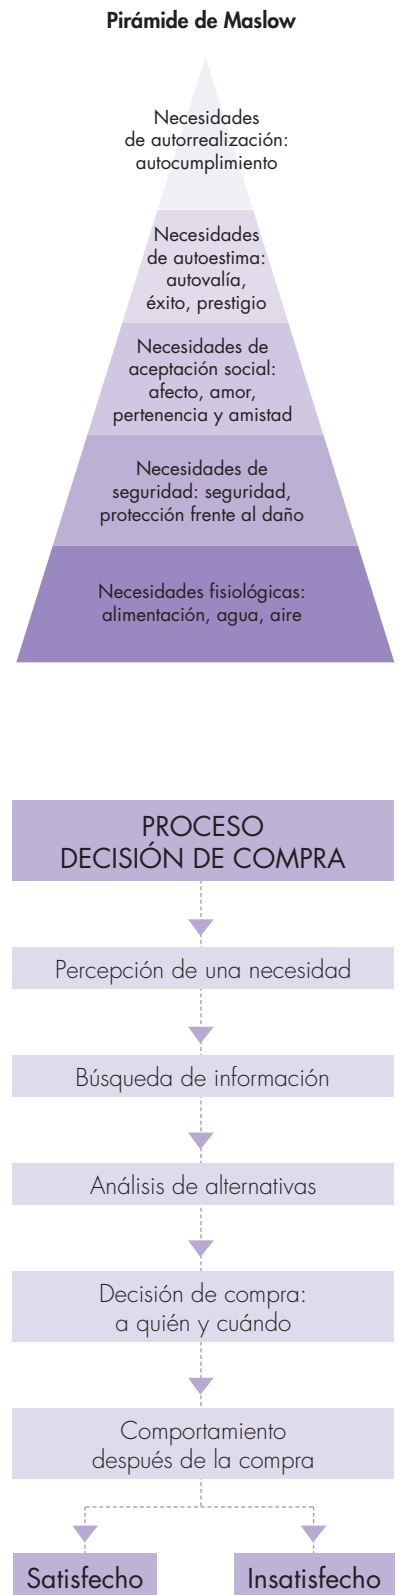 Pirámide de Maslow
Necesidades
de autorrealización:
autocumplimiento
Necesidades
de autoestima:
autovalía,
éxito, prestigio
Necesidades de
aceptación social:
afecto, amor,
pertenencia y amistad
Necesidades de
seguridad: seguridad,
protección frente al daño
Necesidades fisiológicas:
alimentación, agua, aire
PROCESO
DECISIÓN DE COMPRA
Percepción de una necesidad
Búsqueda de información
Análisis de alternativas
Decisión de compra:
a quién y cuándo
Comportamiento
después de la compra
Satisfecho
Insatisfecho